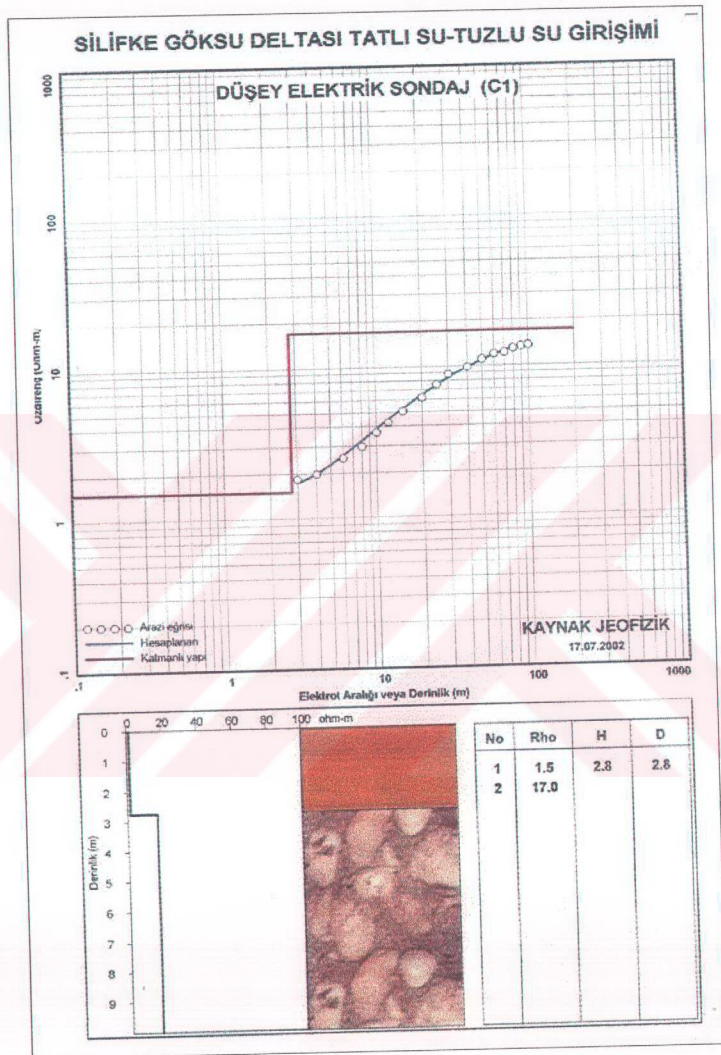 SİLİFKE GÖKSU DELTASI TATLI SU-TUZLU SU GİRİŞİMİ
DÜŞEY ELEKTRİK SONDAJ (C1)
1000
100
10
1
.1
Özdirenç (Ohm-m)
Arazi eğrisi
Hesaplanan
Katmanlı yapı
KAYNAK JEOFİZİK
17.07.2002
.1 1 10 100 1000
Elektrot Aralığı veya Derinlik (m)
0 20 40 60 80 100 ohm-m
0
1
2
3
4
5
6
7
8
9
Derinlik (m)
No Rho H D
1 1.5 2.8 2.8
2 17.0